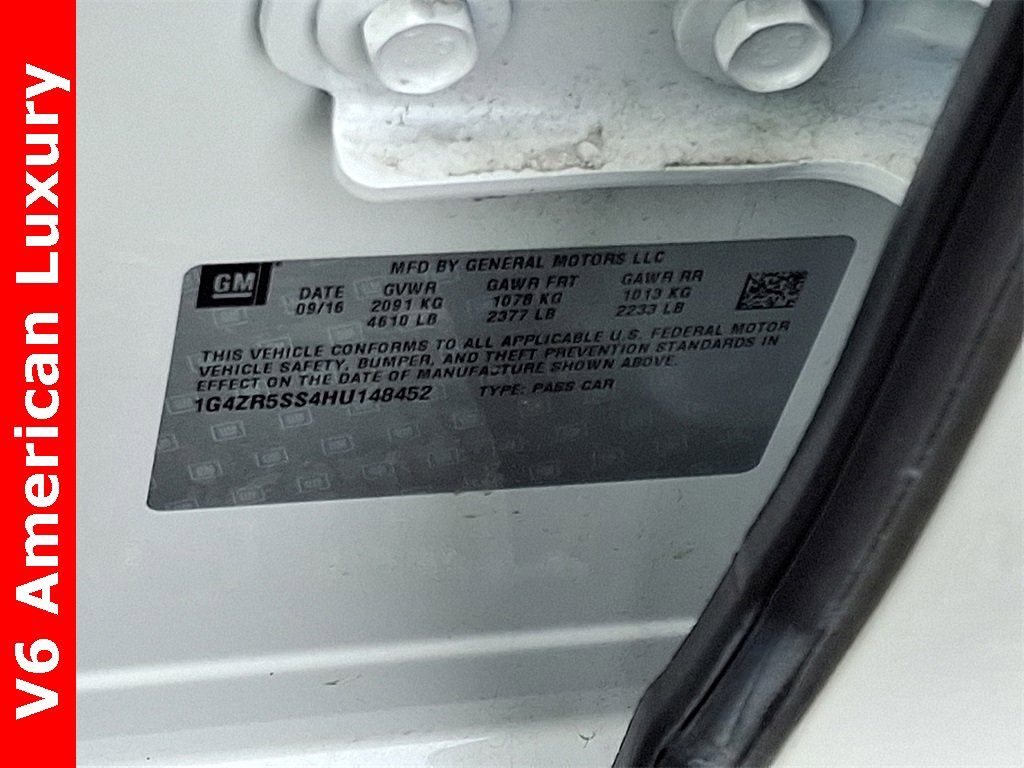 V6 American Luxury
GM
MFD BY GENERAL MOTORS LLC
DATE GVWR GAWR FRT GAWR RR
09/16 2091 KG 1078 KG 1013 KG
4610 LB 2377 LB 2233 LB
THIS VEHICLE CONFORMS TO ALL APPLICABLE U.S. FEDERAL MOTOR
VEHICLE SAFETY, BUMPER, AND THEFT PREVENTION STANDARDS IN
EFFECT ON THE DATE OF MANUFACTURE SHOWN ABOVE.
1G4ZR5SS4HU148452 TYPE: PASS CAR